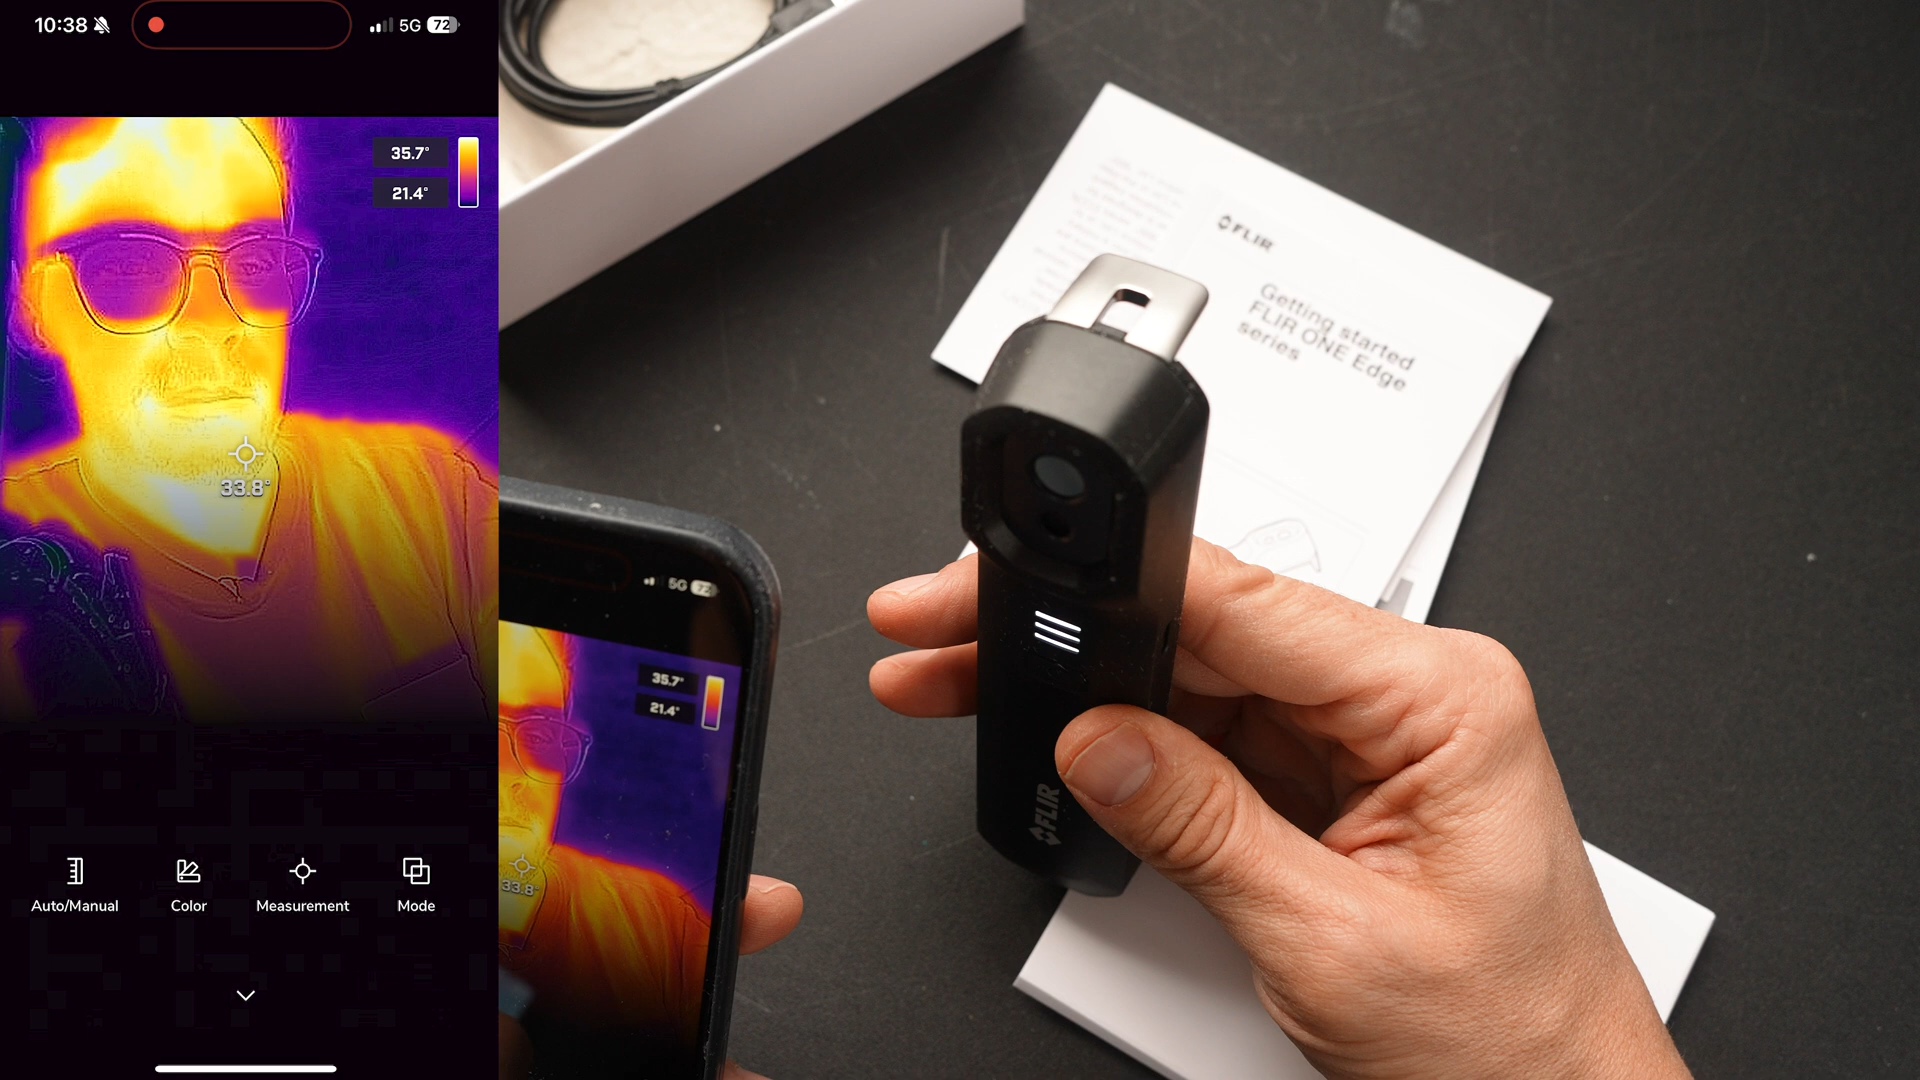 10:38
5G 72
35.7°
21.4°
33.8°
Auto/Manual
Color
Measurement
Mode
FLIR
Getting started
FLIR ONE Edge
series
5G 72
35.7°
21.4°
33.8°
FLIR